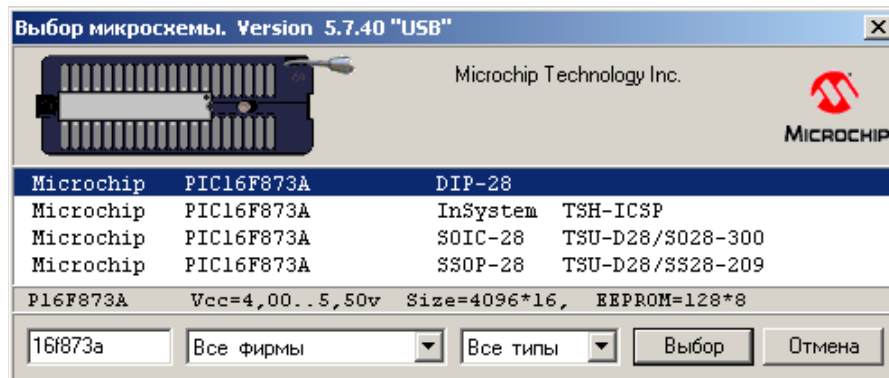 Выбор микросхемы. Version 5.7.40 "USB"
Microchip Technology Inc.
MICROCHIP
Microchip PIC16F873A DIP-28
Microchip PIC16F873A InSystem TSH-ICSP
Microchip PIC16F873A SOIC-28 TSU-D28/SO28-300
Microchip PIC16F873A SSOP-28 TSU-D28/SS28-209
P16F873A Vcc=4,00..5,50v Size=4096*16, EEPROM=128*8
16f873a Все фирмы Все типы Выбор Отмена